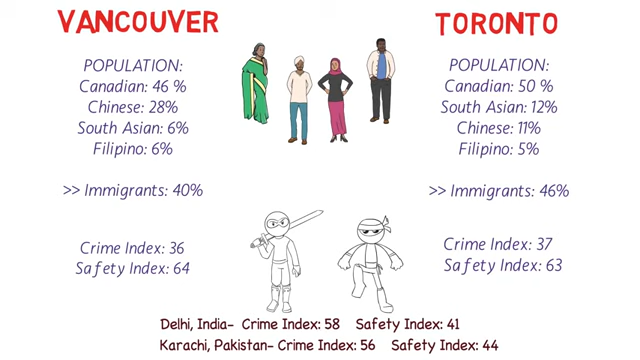 VANCOUVER
POPULATION:
Canadian: 46 %
Chinese: 28%
South Asian: 6%
Filipino: 6%
>> Immigrants: 40%
Crime Index: 36
Safety Index: 64
TORONTO
POPULATION:
Canadian: 50 %
South Asian: 12%
Chinese: 11%
Filipino: 5%
>> Immigrants: 46%
Crime Index: 37
Safety Index: 63
Delhi, India- Crime Index: 58 Safety Index: 41
Karachi, Pakistan- Crime Index: 56 Safety Index: 44